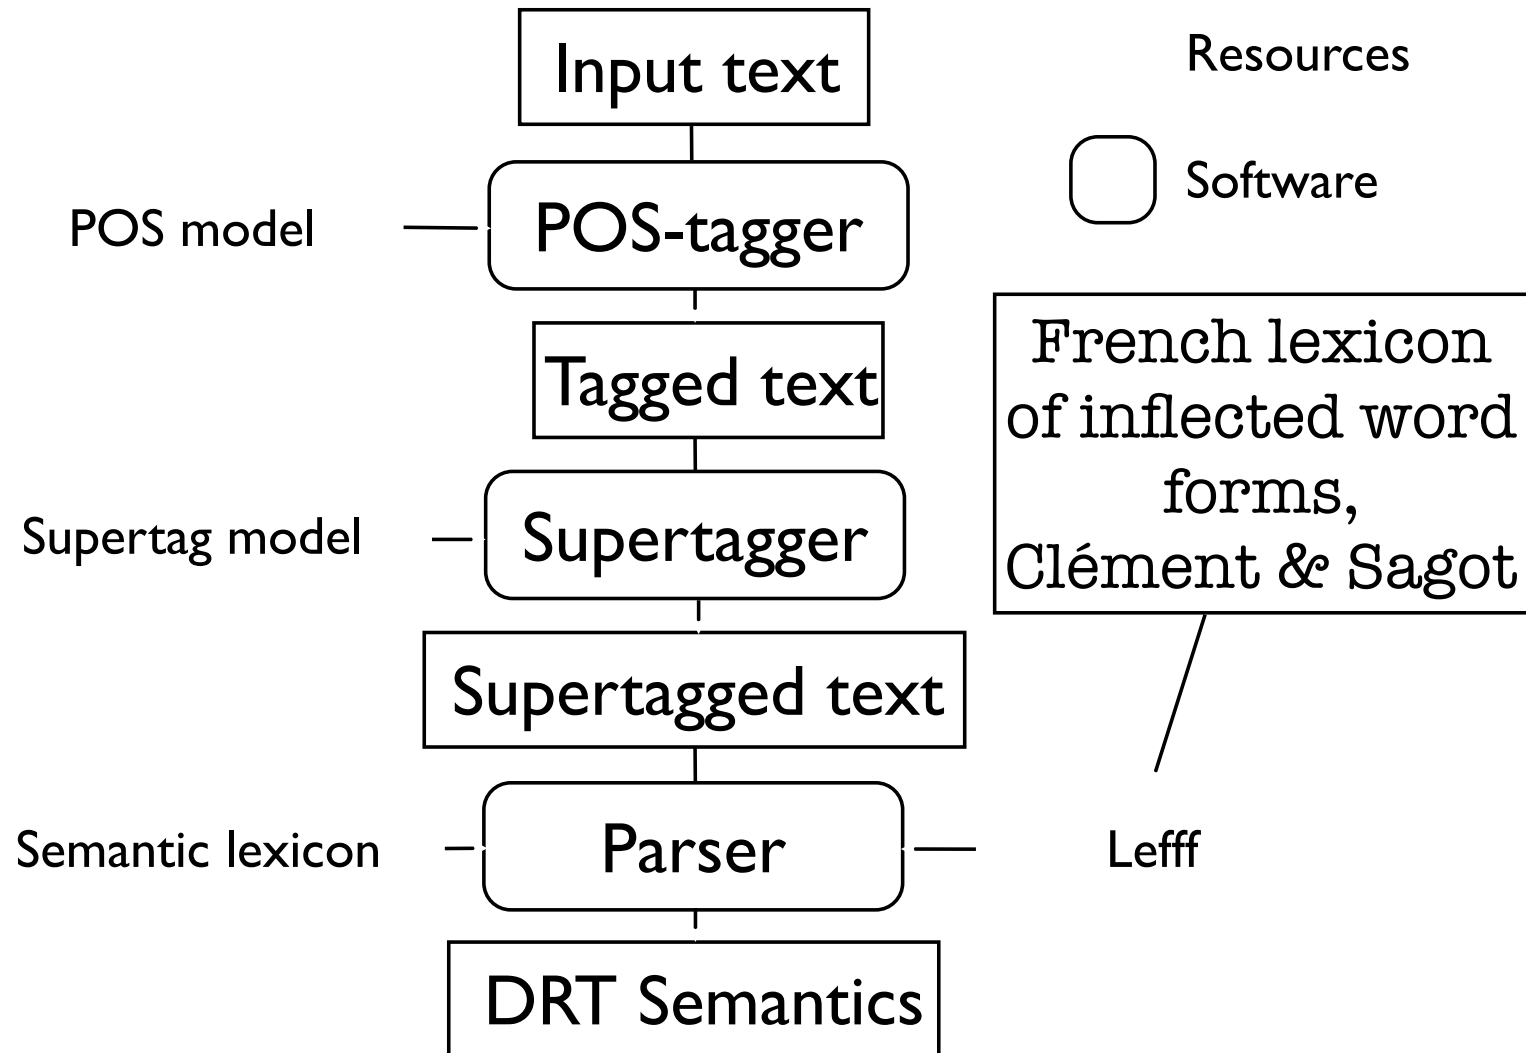 Input text
Resources
Software
POS model
POS-tagger
Tagged text
French lexicon
of inflected word
forms,
Clément & Sagot
Supertag model
Supertagger
Supertagged text
Semantic lexicon
Parser
Lefff
DRT Semantics